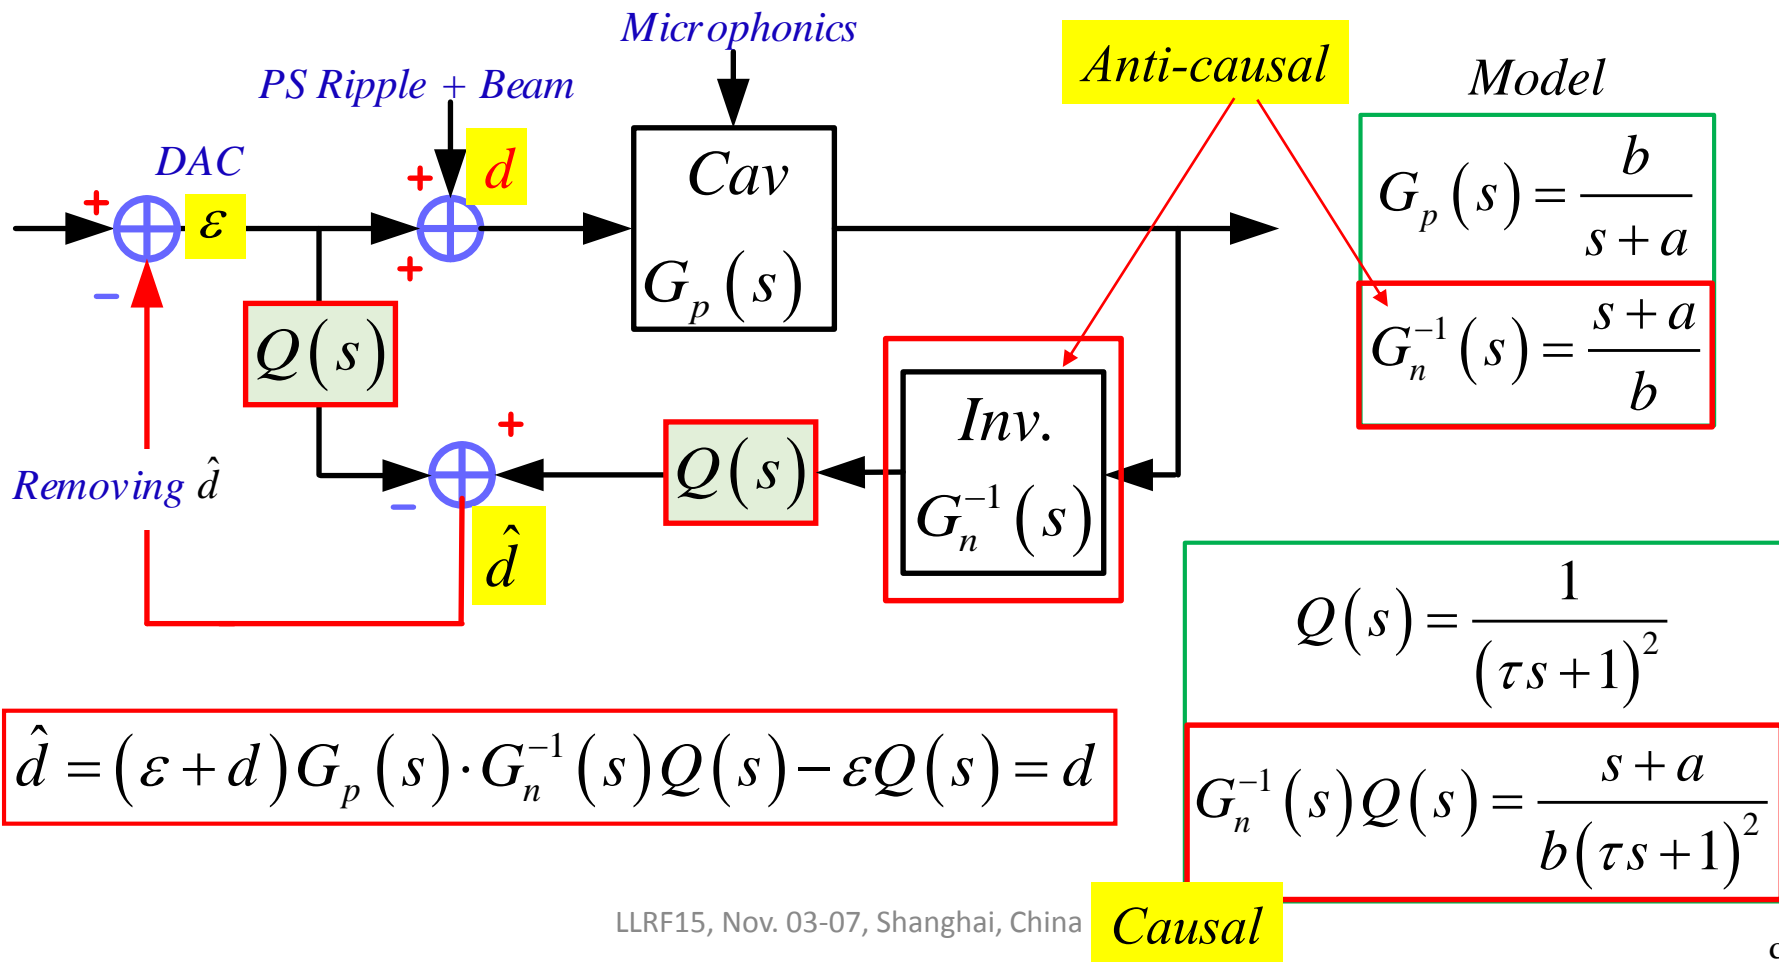 Microphonics
Anti-causal
Model
PS Ripple + Beam
DAC
d
+
+
ε
+
−
Cav
G_p(s)
G_p(s) = b/(s + a)
G_n^{-1}(s) = (s + a)/b
Q(s)
+
−
Q(s)
Inv.
G_n^{-1}(s)
Removing d̂
d̂
Q(s) = 1/(τs + 1)^2
d̂ = (ε + d)G_p(s)·G_n^{-1}(s)Q(s) − εQ(s) = d
G_n^{-1}(s)Q(s) = (s + a)/(b(τs + 1)^2)
LLRF15, Nov. 03-07, Shanghai, China
Causal